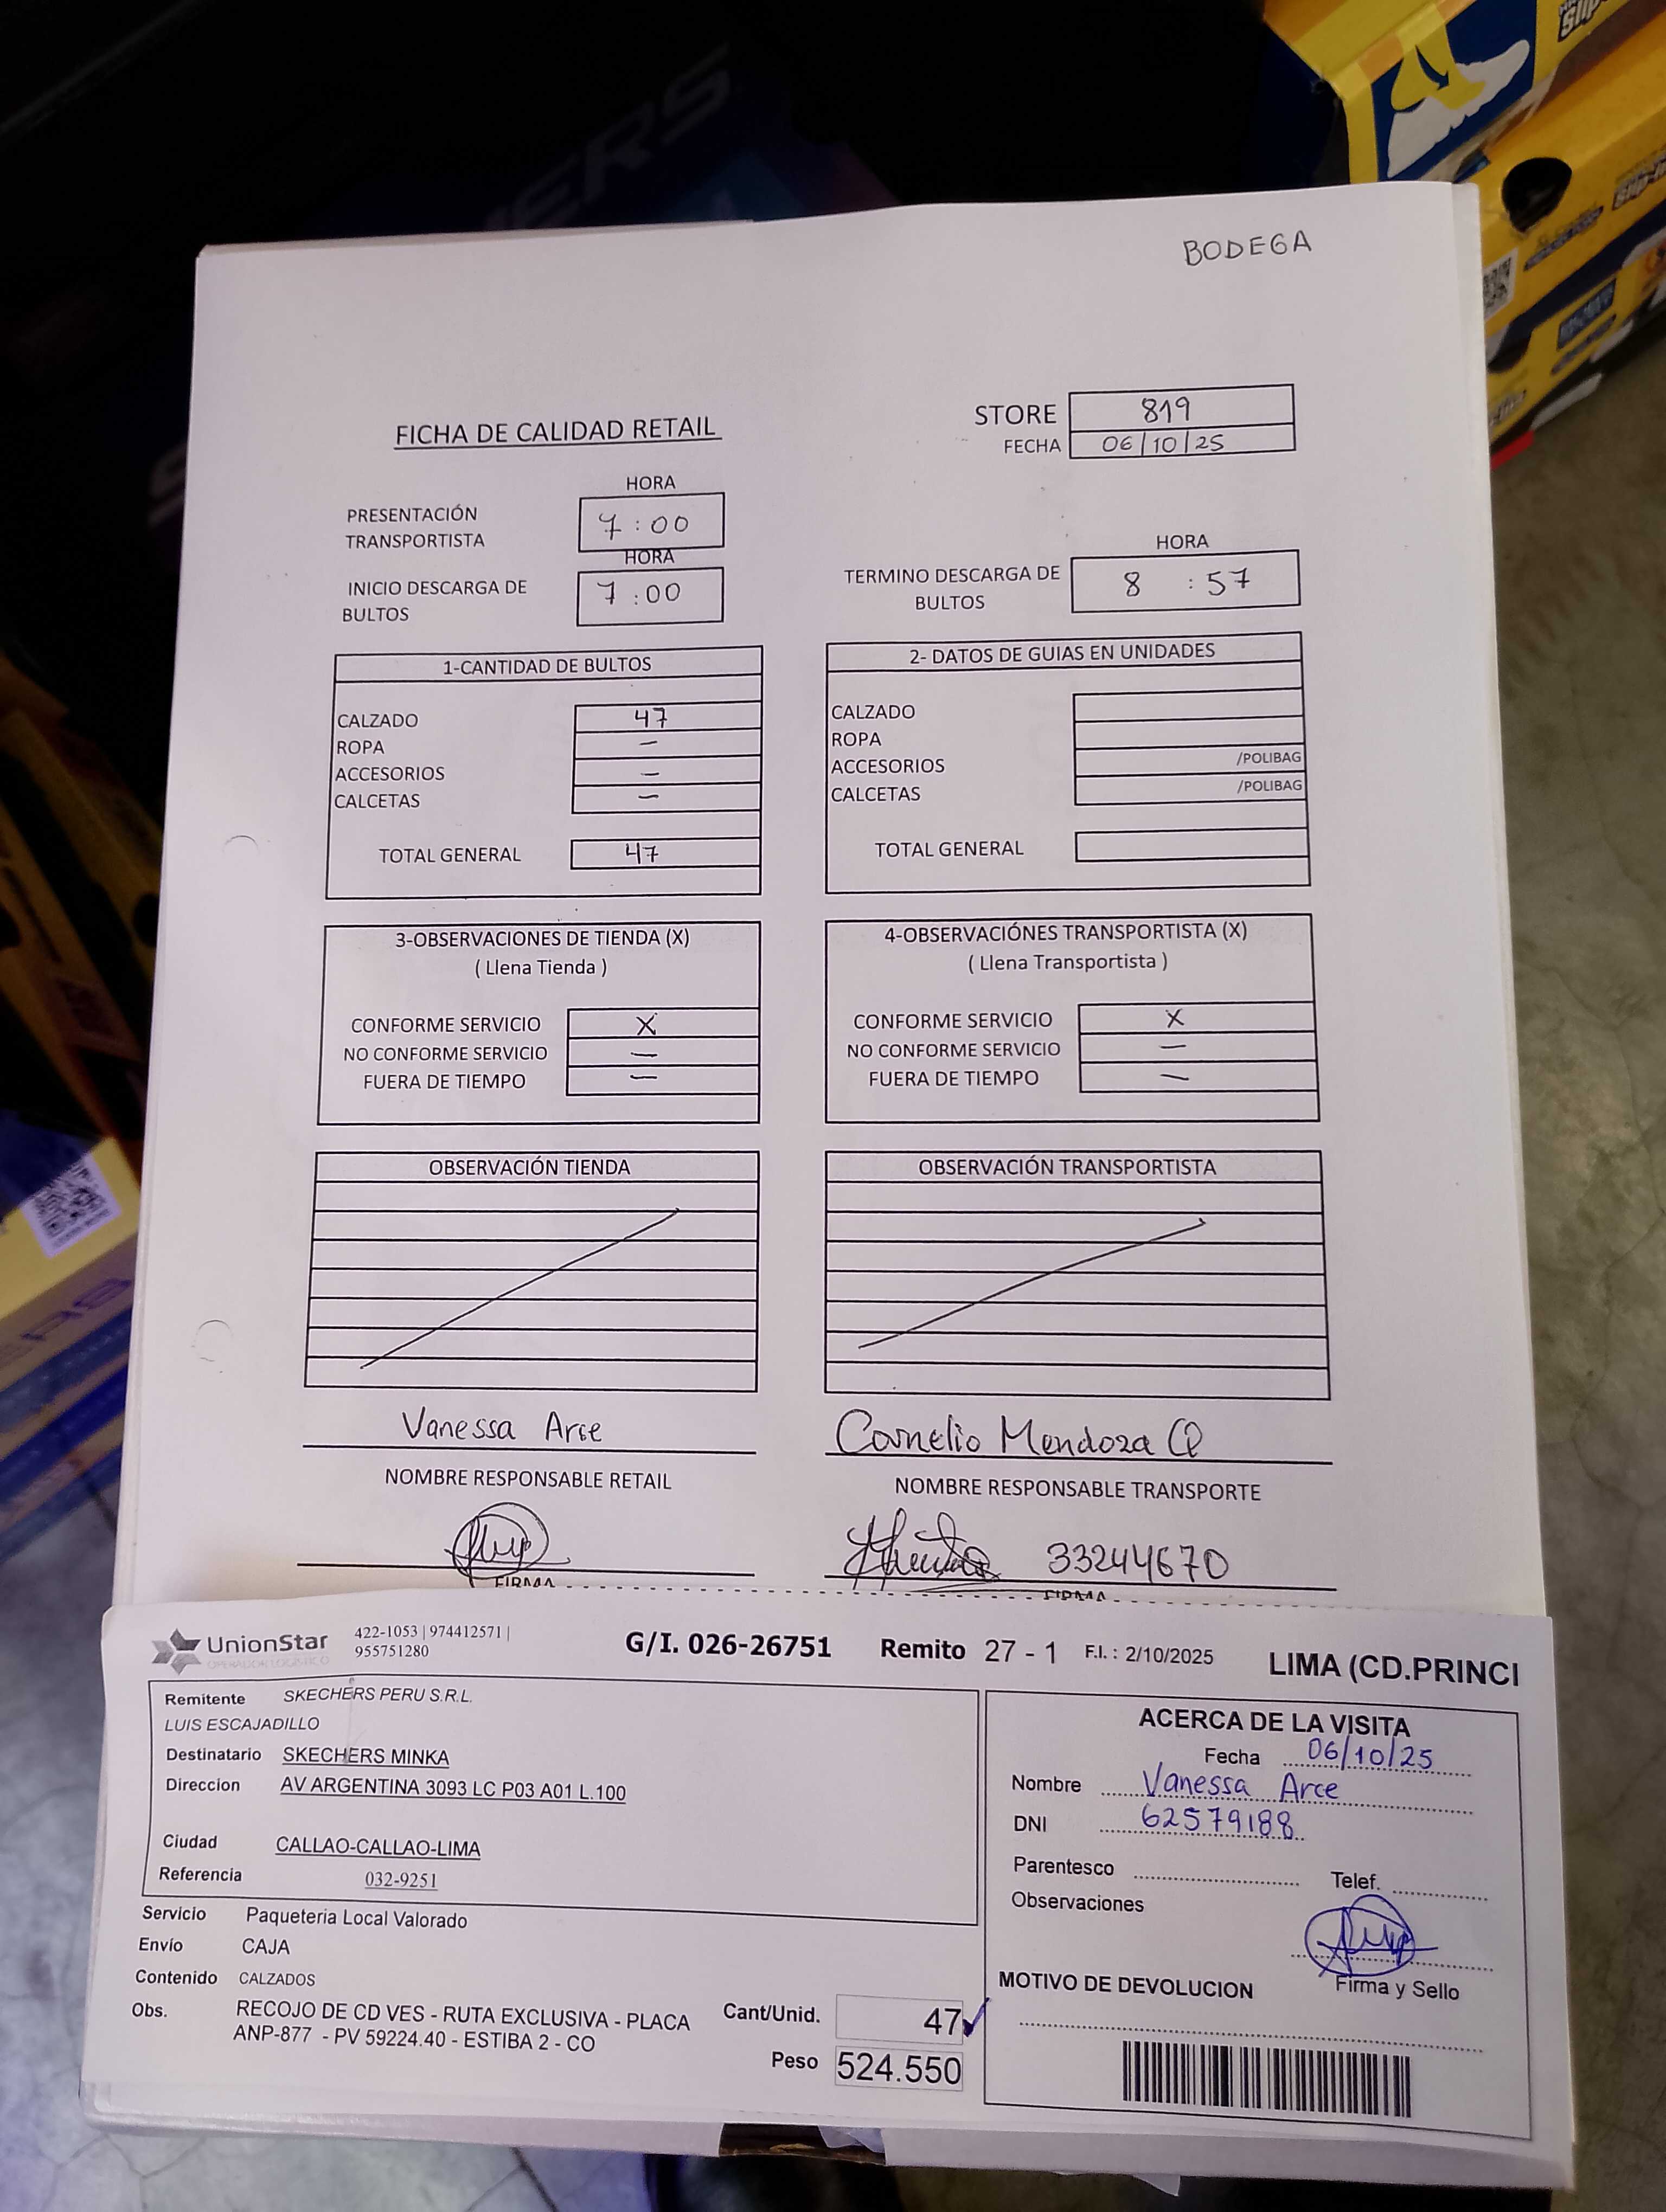 BODEGA
FICHA DE CALIDAD RETAIL
STORE 819
FECHA 06/10/25
HORA
PRESENTACIÓN TRANSPORTISTA 7:00
HORA
INICIO DESCARGA DE BULTOS 7:00
HORA
TERMINO DESCARGA DE BULTOS 8 : 57
1-CANTIDAD DE BULTOS
CALZADO 47
ROPA —
ACCESORIOS —
CALCETAS —
TOTAL GENERAL 47
2- DATOS DE GUIAS EN UNIDADES
CALZADO
ROPA
ACCESORIOS /POLIBAG
CALCETAS /POLIBAG
TOTAL GENERAL
3-OBSERVACIONES DE TIENDA (X)
( Llena Tienda )
CONFORME SERVICIO X
NO CONFORME SERVICIO —
FUERA DE TIEMPO —
4-OBSERVACIÓNES TRANSPORTISTA (X)
( Llena Transportista )
CONFORME SERVICIO X
NO CONFORME SERVICIO —
FUERA DE TIEMPO —
OBSERVACIÓN TIENDA
OBSERVACIÓN TRANSPORTISTA
Vanessa Arce
NOMBRE RESPONSABLE RETAIL
FIRMA
Cornelio Mendoza Q
NOMBRE RESPONSABLE TRANSPORTE
33244670
FIRMA
UnionStar
OPERADOR LOGISTICO
422-1053 | 974412571 |
955751280
G/I. 026-26751 Remito 27 - 1 F.I. : 2/10/2025 LIMA (CD.PRINCI
Remitente SKECHERS PERU S.R.L.
LUIS ESCAJADILLO
Destinatario SKECHERS MINKA
Direccion AV ARGENTINA 3093 LC P03 A01 L.100
Ciudad CALLAO-CALLAO-LIMA
Referencia 032-9251
Servicio Paqueteria Local Valorado
Envío CAJA
Contenido CALZADOS
Obs. RECOJO DE CD VES - RUTA EXCLUSIVA - PLACA
ANP-877 - PV 59224.40 - ESTIBA 2 - CO
Cant/Unid. 47
Peso 524.550
ACERCA DE LA VISITA
Fecha 06/10/25
Nombre Vanessa Arce
DNI 62579188
Parentesco Telef.
Observaciones
Firma y Sello
MOTIVO DE DEVOLUCION